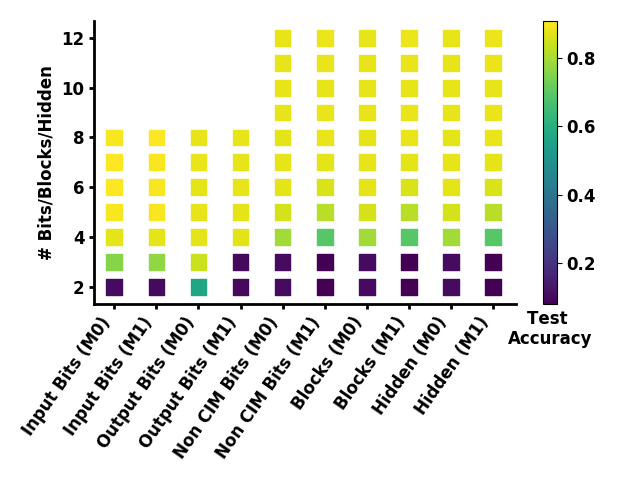 # Bits/Blocks/Hidden
12
10
8
6
4
2
Input Bits (M0)
Input Bits (M1)
Output Bits (M0)
Output Bits (M1)
Non CIM Bits (M0)
Non CIM Bits (M1)
Blocks (M0)
Blocks (M1)
Hidden (M0)
Hidden (M1)
0.8
0.6
0.4
0.2
Test
Accuracy